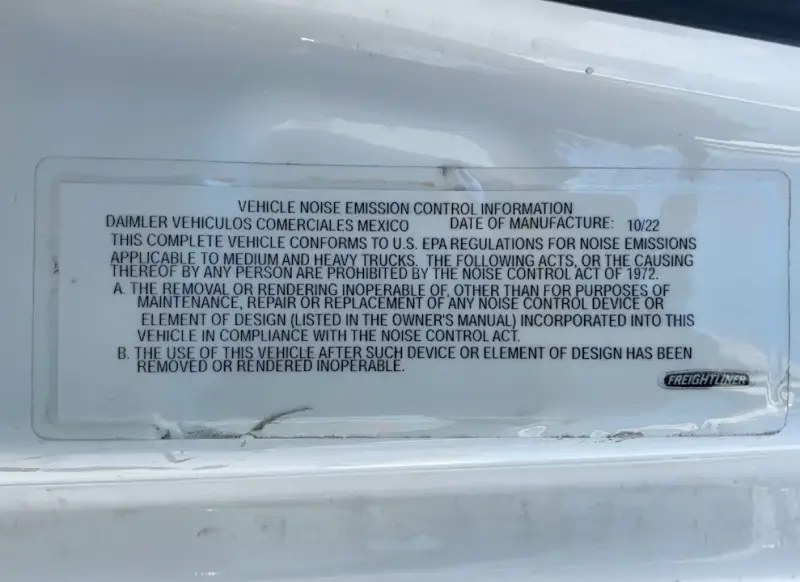 VEHICLE NOISE EMISSION CONTROL INFORMATION
DAIMLER VEHICULOS COMERCIALES MEXICO DATE OF MANUFACTURE: 10/22
THIS COMPLETE VEHICLE CONFORMS TO U.S. EPA REGULATIONS FOR NOISE EMISSIONS
APPLICABLE TO MEDIUM AND HEAVY TRUCKS. THE FOLLOWING ACTS, OR THE CAUSING
THEREOF BY ANY PERSON ARE PROHIBITED BY THE NOISE CONTROL ACT OF 1972.
A. THE REMOVAL OR RENDERING INOPERABLE OF, OTHER THAN FOR PURPOSES OF
MAINTENANCE, REPAIR OR REPLACEMENT OF ANY NOISE CONTROL DEVICE OR
ELEMENT OF DESIGN (LISTED IN THE OWNER'S MANUAL) INCORPORATED INTO THIS
VEHICLE IN COMPLIANCE WITH THE NOISE CONTROL ACT.
B. THE USE OF THIS VEHICLE AFTER SUCH DEVICE OR ELEMENT OF DESIGN HAS BEEN
REMOVED OR RENDERED INOPERABLE.
FREIGHTLINER